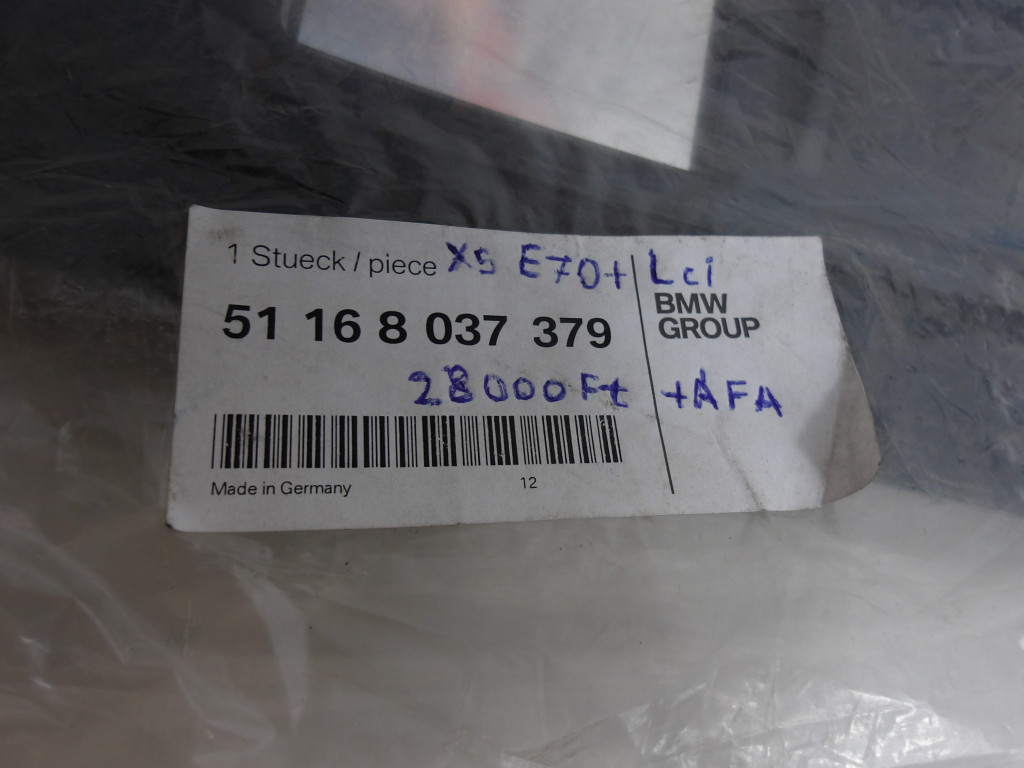 1 Stueck / piece X5 E70+ Lci
51 16 8 037 379
BMW
GROUP
28000Ft +ÁFA
Made in Germany
12